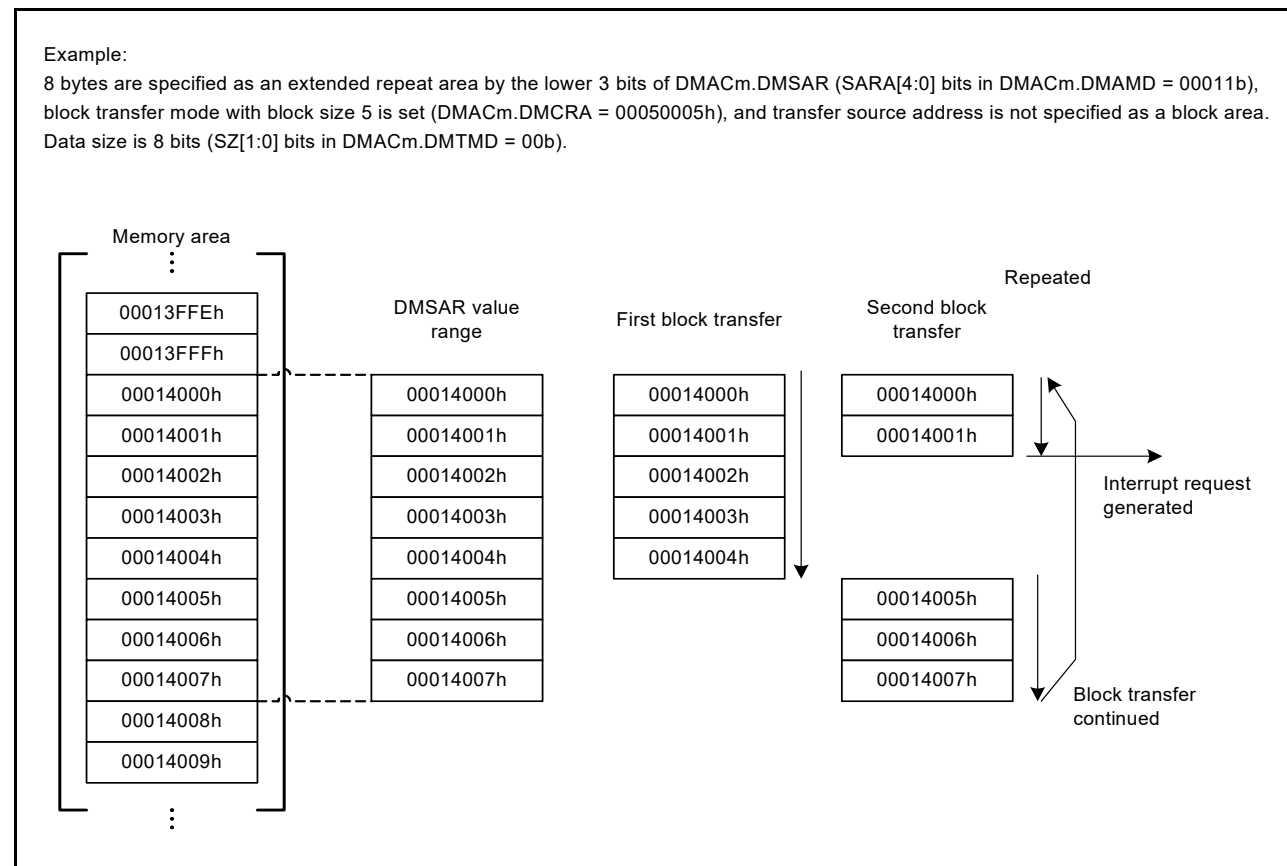 Example:
8 bytes are specified as an extended repeat area by the lower 3 bits of DMACm.DMSAR (SARA[4:0] bits in DMACm.DMAMD = 00011b),
block transfer mode with block size 5 is set (DMACm.DMCRA = 00050005h), and transfer source address is not specified as a block area.
Data size is 8 bits (SZ[1:0] bits in DMACm.DMTMD = 00b).
Memory area
00013FFEh
00013FFFh
00014000h
00014001h
00014002h
00014003h
00014004h
00014005h
00014006h
00014007h
00014008h
00014009h
DMSAR value
range
00014000h
00014001h
00014002h
00014003h
00014004h
00014005h
00014006h
00014007h
First block transfer
00014000h
00014001h
00014002h
00014003h
00014004h
Second block
transfer
00014000h
00014001h
00014005h
00014006h
00014007h
Repeated
Interrupt request
generated
Block transfer
continued